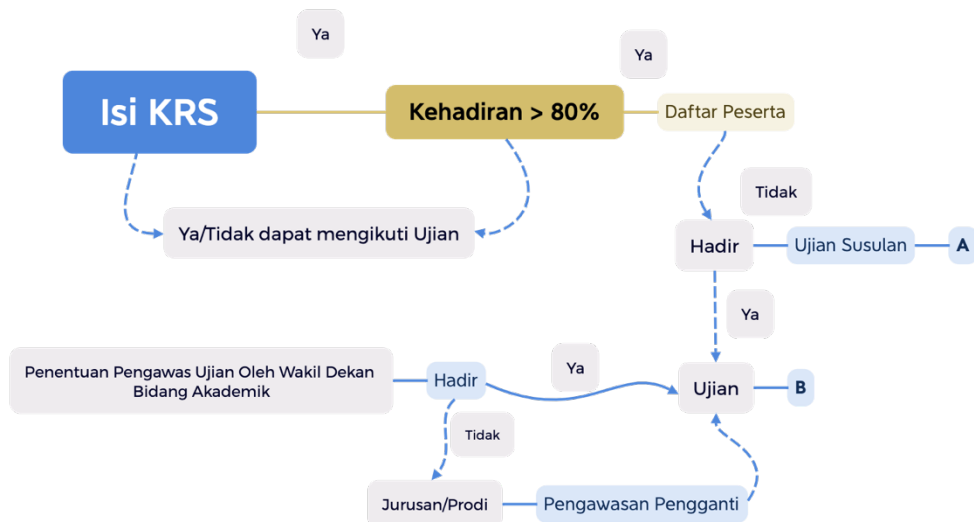 Ya
Ya
Isi KRS
Kehadiran > 80%
Daftar Peserta
Tidak
Ya/Tidak dapat mengikuti Ujian
Hadir
Ujian Susulan
A
Ya
Penentuan Pengawas Ujian Oleh Wakil Dekan
Bidang Akademik
Hadir
Ya
Ujian
B
Tidak
Jurusan/Prodi
Pengawasan Pengganti